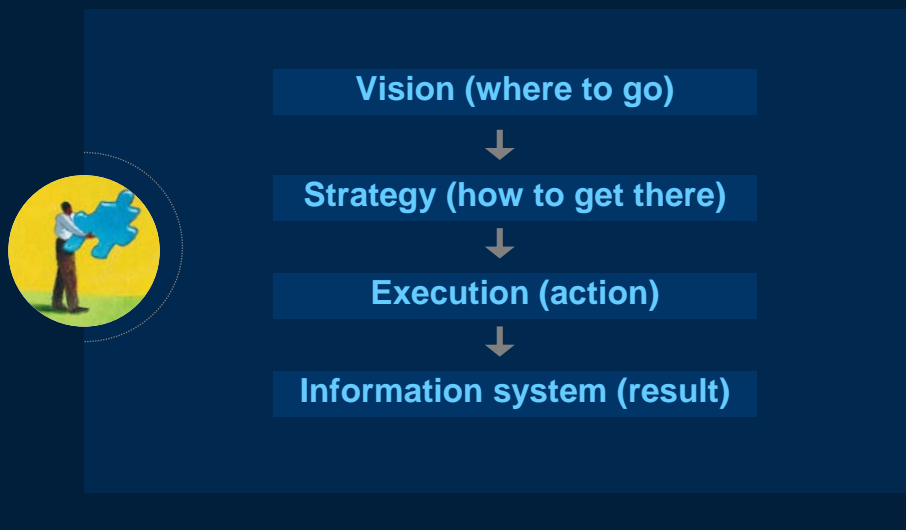 Vision (where to go)
Strategy (how to get there)
Execution (action)
Information system (result)